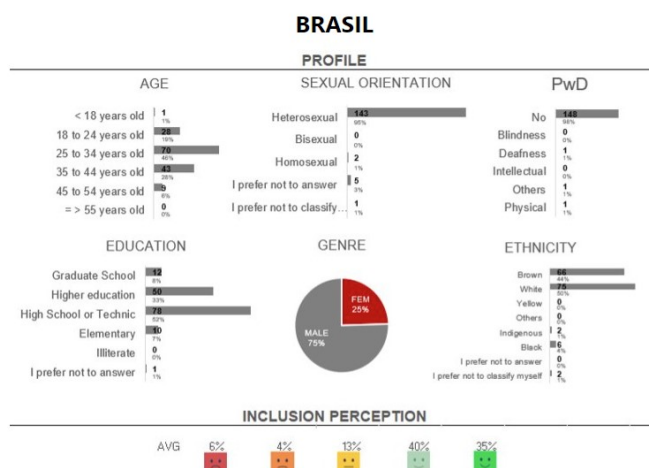 BRASIL
PROFILE
AGE
< 18 years old 1
1%
18 to 24 years old 28
19%
25 to 34 years old 70
46%
35 to 44 years old 43
28%
45 to 54 years old 9
6%
= > 55 years old 0
0%
SEXUAL ORIENTATION
Heterosexual 143
95%
Bisexual 0
0%
Homosexual 2
1%
I prefer not to answer 5
3%
I prefer not to classify... 1
1%
PwD
No 148
98%
Blindness 0
0%
Deafness 1
1%
Intellectual 0
0%
Others 1
1%
Physical 1
1%
EDUCATION
Graduate School 12
8%
Higher education 50
33%
High School or Technic 78
52%
Elementary 10
7%
Illiterate 0
0%
I prefer not to answer 1
1%
GENRE
FEM
25%
MALE
75%
ETHNICITY
Brown 66
44%
White 75
50%
Yellow 0
0%
Others 0
0%
Indigenous 2
1%
Black 6
4%
I prefer not to answer 0
0%
I prefer not to classify myself 2
1%
INCLUSION PERCEPTION
AVG 6% 4% 13% 40% 35%